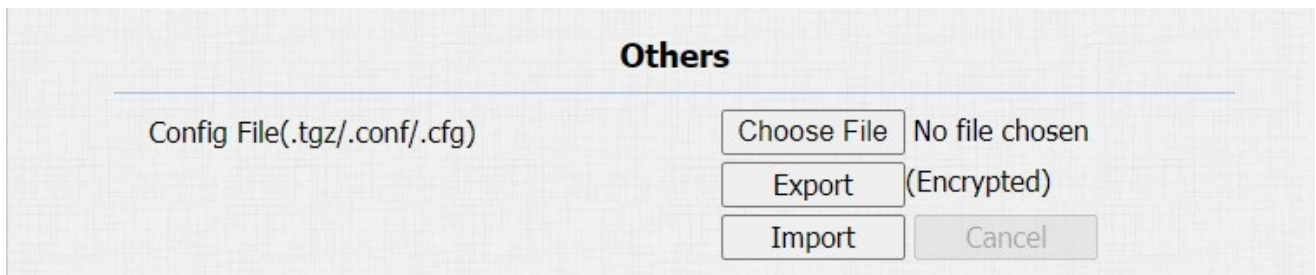 Others
Config File(.tgz/.conf/.cfg) Choose File No file chosen
Export (Encrypted)
Import Cancel